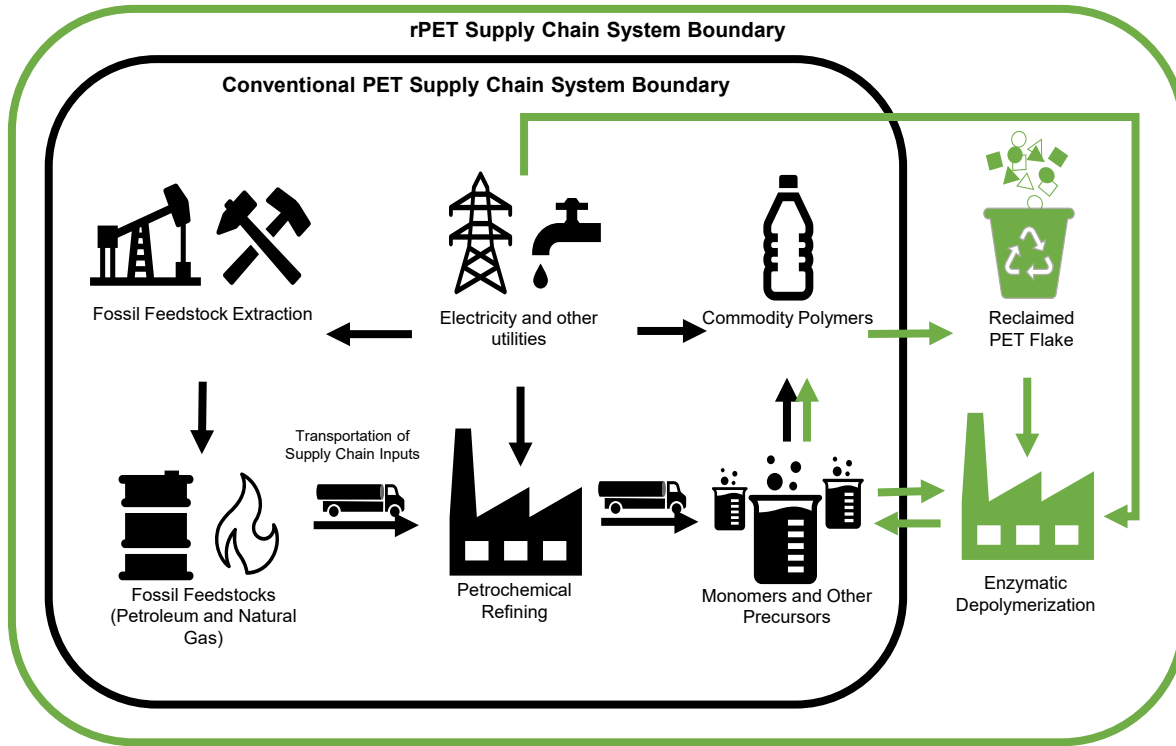 rPET Supply Chain System Boundary
Conventional PET Supply Chain System Boundary
Fossil Feedstock Extraction
Electricity and other
utilities
Commodity Polymers
Reclaimed
PET Flake
Transportation of
Supply Chain Inputs
Fossil Feedstocks
(Petroleum and Natural
Gas)
Petrochemical
Refining
Monomers and Other
Precursors
Enzymatic
Depolymerization